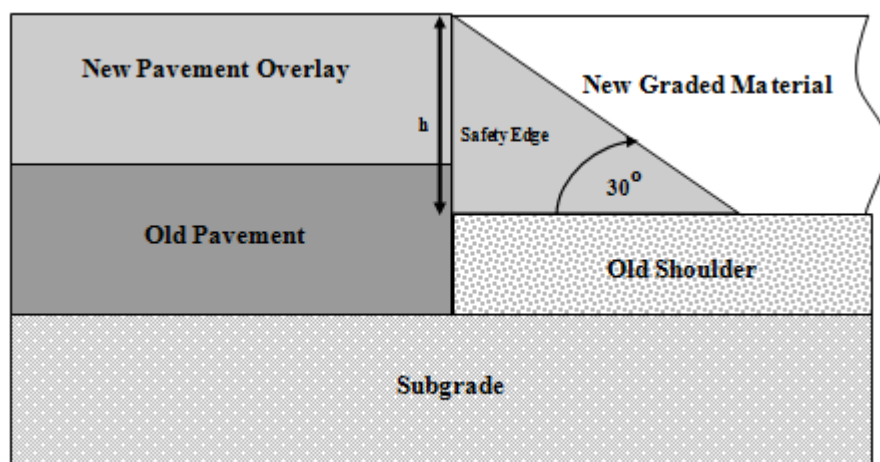 New Pavement Overlay
New Graded Material
h
Safety Edge
30°
Old Pavement
Old Shoulder
Subgrade